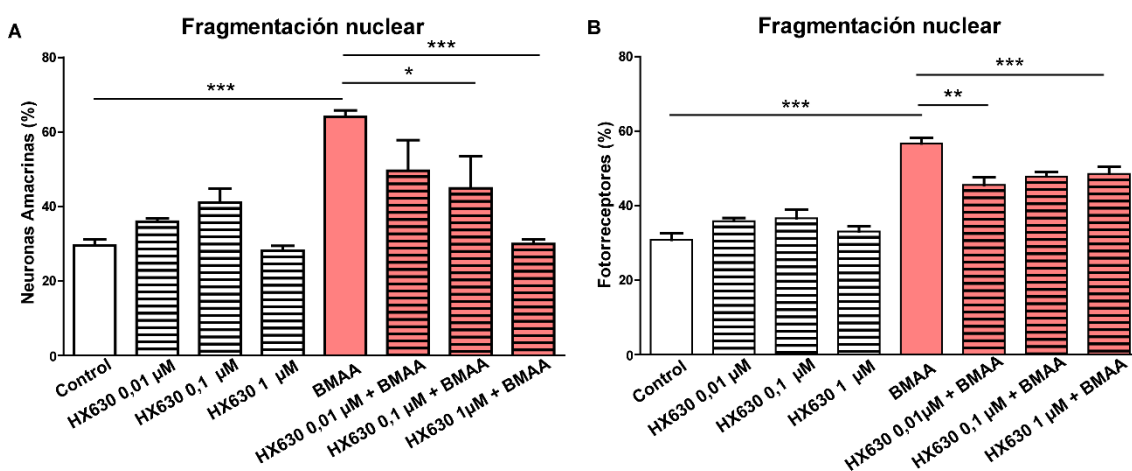 A
Fragmentación nuclear
***
*
***
Neuronas Amacrinas (%)
80
60
40
20
0
Control
HX630 0,01 µM
HX630 0,1 µM
HX630 1 µM
BMAA
HX630 0,01 µM + BMAA
HX630 0,1 µM + BMAA
HX630 1µM + BMAA
B
Fragmentación nuclear
***
**
***
Fotorreceptores (%)
80
60
40
20
0
Control
HX630 0,01 µM
HX630 0,1 µM
HX630 1 µM
BMAA
HX630 0,01µM + BMAA
HX630 0,1 µM + BMAA
HX630 1 µM + BMAA